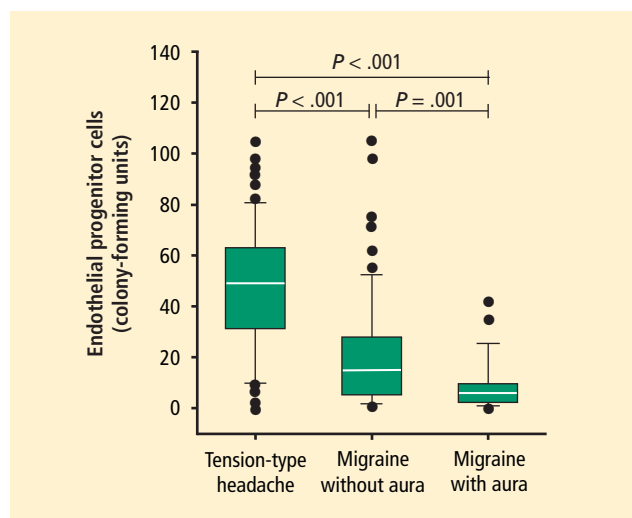 Endothelial progenitor cells
(colony-forming units)
140
120
100
80
60
40
20
0
P < .001
P < .001
P = .001
Tension-type
headache
Migraine
without aura
Migraine
with aura